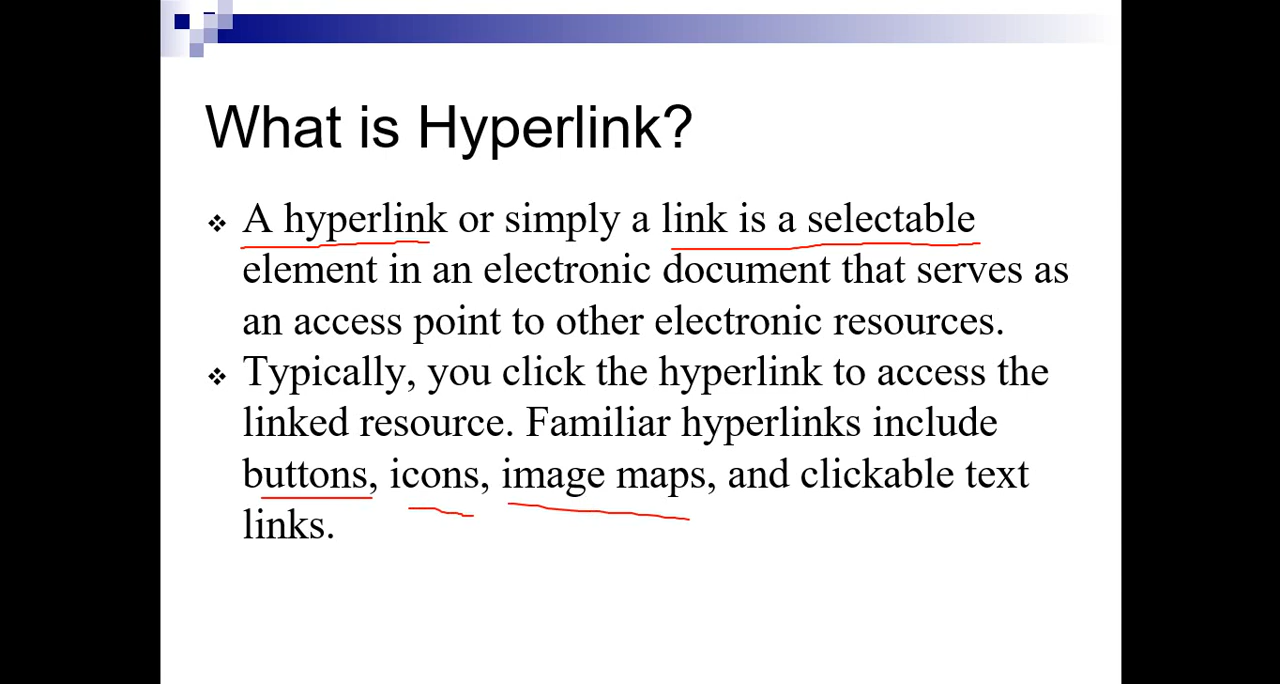 What is Hyperlink?
❖ A hyperlink or simply a link is a selectable
element in an electronic document that serves as
an access point to other electronic resources.
❖ Typically, you click the hyperlink to access the
linked resource. Familiar hyperlinks include
buttons, icons, image maps, and clickable text
links.